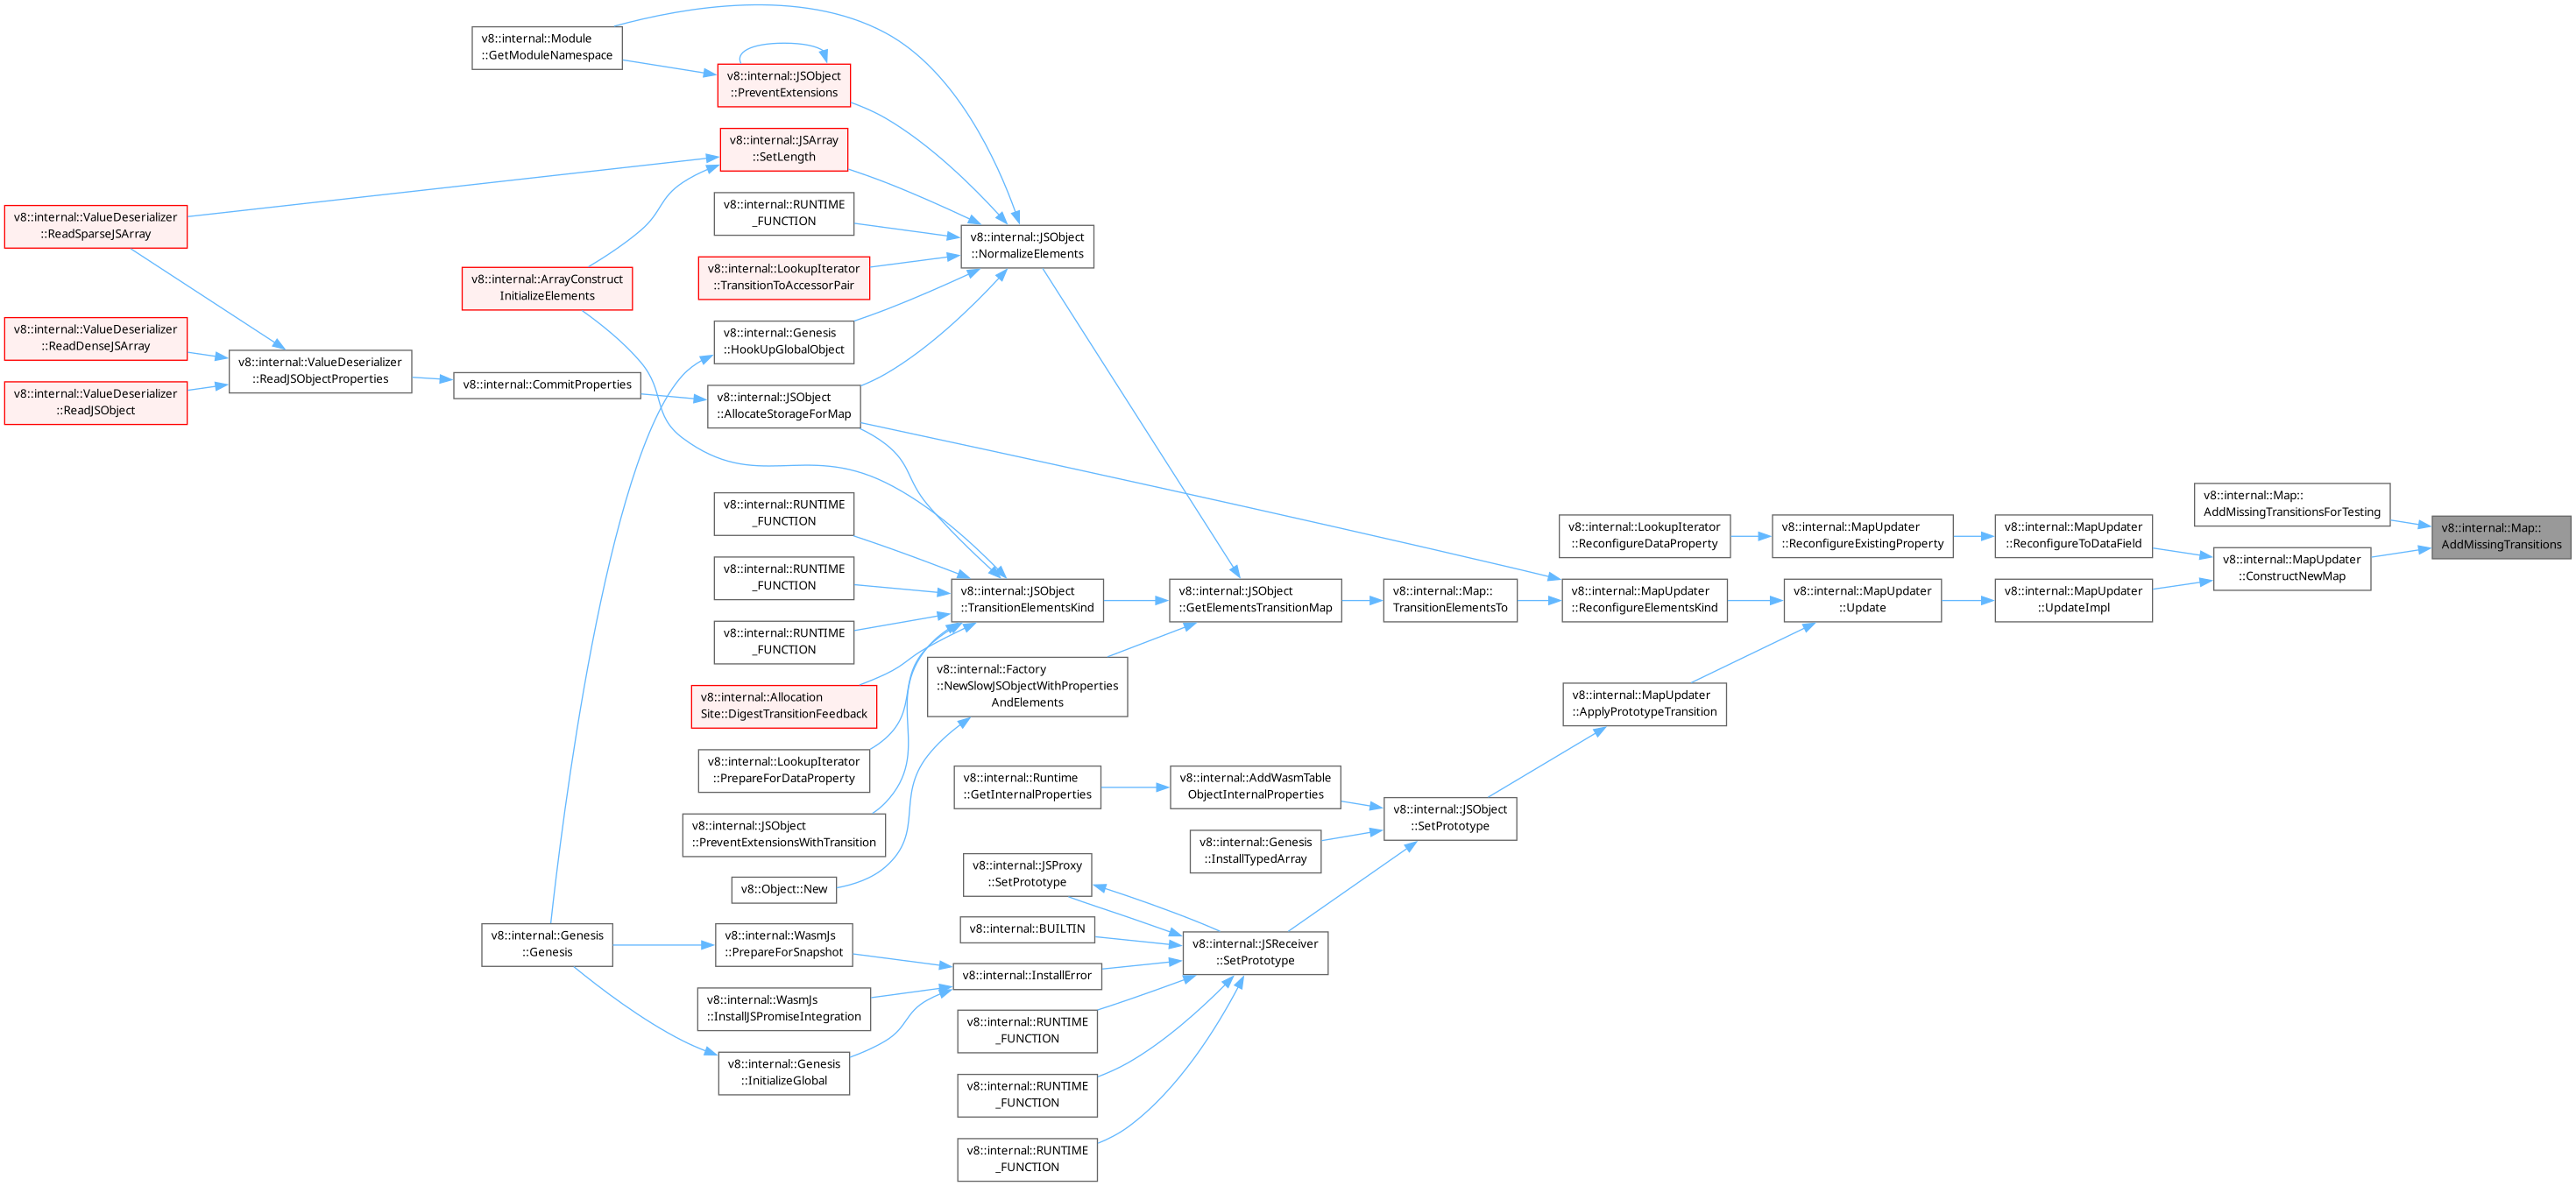 v8::internal::Module
::GetModuleNamespace
v8::internal::JSObject
::PreventExtensions
v8::internal::JSArray
::SetLength
v8::internal::RUNTIME
_FUNCTION
v8::internal::ValueDeserializer
::ReadSparseJSArray
v8::internal::JSObject
::NormalizeElements
v8::internal::LookupIterator
::TransitionToAccessorPair
v8::internal::ArrayConstruct
InitializeElements
v8::internal::ValueDeserializer
::ReadDenseJSArray
v8::internal::Genesis
::HookUpGlobalObject
v8::internal::ValueDeserializer
::ReadJSObjectProperties
v8::internal::CommitProperties
v8::internal::ValueDeserializer
::ReadJSObject
v8::internal::JSObject
::AllocateStorageForMap
v8::internal::RUNTIME
_FUNCTION
v8::internal::RUNTIME
_FUNCTION
v8::internal::RUNTIME
_FUNCTION
v8::internal::JSObject
::TransitionElementsKind
v8::internal::JSObject
::GetElementsTransitionMap
v8::internal::Map::
TransitionElementsTo
v8::internal::LookupIterator
::ReconfigureDataProperty
v8::internal::MapUpdater
::ReconfigureElementsKind
v8::internal::MapUpdater
::ReconfigureExistingProperty
v8::internal::MapUpdater
::Update
v8::internal::MapUpdater
::ReconfigureToDataField
v8::internal::MapUpdater
::UpdateImpl
v8::internal::Map::
AddMissingTransitionsForTesting
v8::internal::MapUpdater
::ConstructNewMap
v8::internal::Map::
AddMissingTransitions
v8::internal::Allocation
Site::DigestTransitionFeedback
v8::internal::Factory
::NewSlowJSObjectWithProperties
AndElements
v8::internal::MapUpdater
::ApplyPrototypeTransition
v8::internal::LookupIterator
::PrepareForDataProperty
v8::internal::Runtime
::GetInternalProperties
v8::internal::AddWasmTable
ObjectInternalProperties
v8::internal::JSObject
::SetPrototype
v8::internal::JSObject
::PreventExtensionsWithTransition
v8::internal::Genesis
::InstallTypedArray
v8::Object::New
v8::internal::JSProxy
::SetPrototype
v8::internal::BUILTIN
v8::internal::JSReceiver
::SetPrototype
v8::internal::Genesis
::Genesis
v8::internal::WasmJs
::PrepareForSnapshot
v8::internal::InstallError
v8::internal::WasmJs
::InstallJSPromiseIntegration
v8::internal::RUNTIME
_FUNCTION
v8::internal::Genesis
::InitializeGlobal
v8::internal::RUNTIME
_FUNCTION
v8::internal::RUNTIME
_FUNCTION